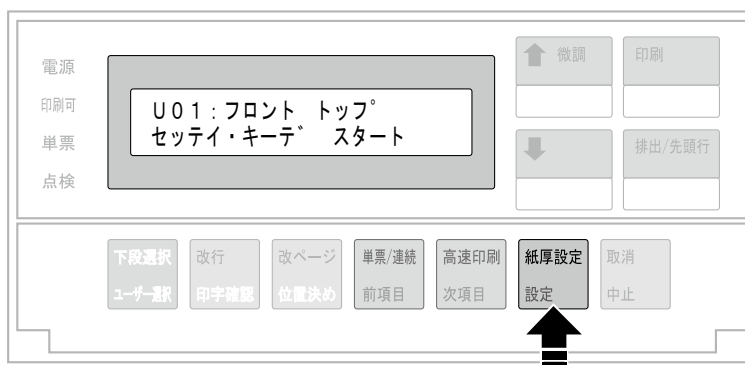 電源
印刷可
単票
点検
U01:フロント トップ゜
セッテイ・キーデ゛ スタート
微調
印刷
排出/先頭行
下段選択
ユーザー選択
改行
印字確認
改ページ
位置決め
単票/連続
前項目
高速印刷
次項目
紙厚設定
設定
取消
中止